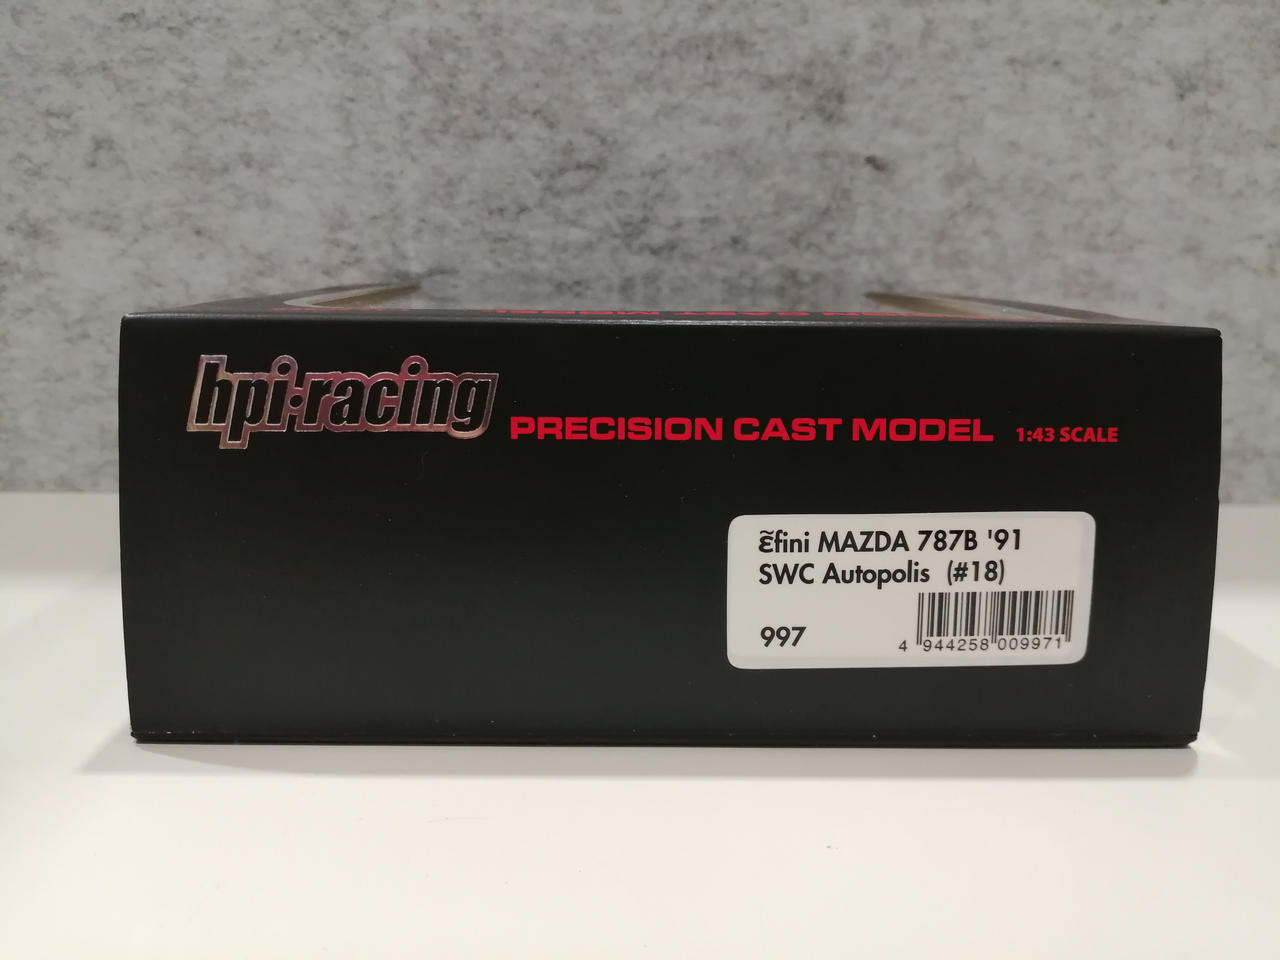 hpi·racing PRECISION CAST MODEL 1:43 SCALE
ε̃fini MAZDA 787B '91
SWC Autopolis (#18)
997
4 944258 009971